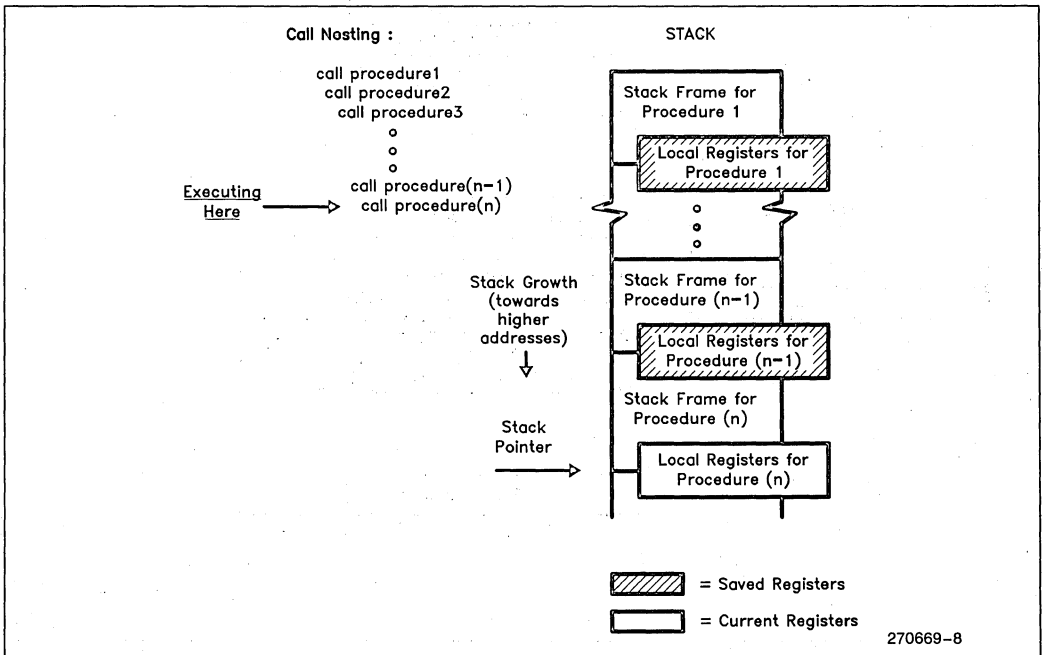 Call Nosting :
call procedure1
call procedure2
call procedure3
call procedure(n-1)
call procedure(n)
Executing
Here
Stack Growth
(towards
higher
addresses)
Stack
Pointer
STACK
Stack Frame for
Procedure 1
Local Registers for
Procedure 1
Stack Frame for
Procedure (n-1)
Local Registers for
Procedure (n-1)
Stack Frame for
Procedure (n)
Local Registers for
Procedure (n)
= Saved Registers
= Current Registers
270669-8